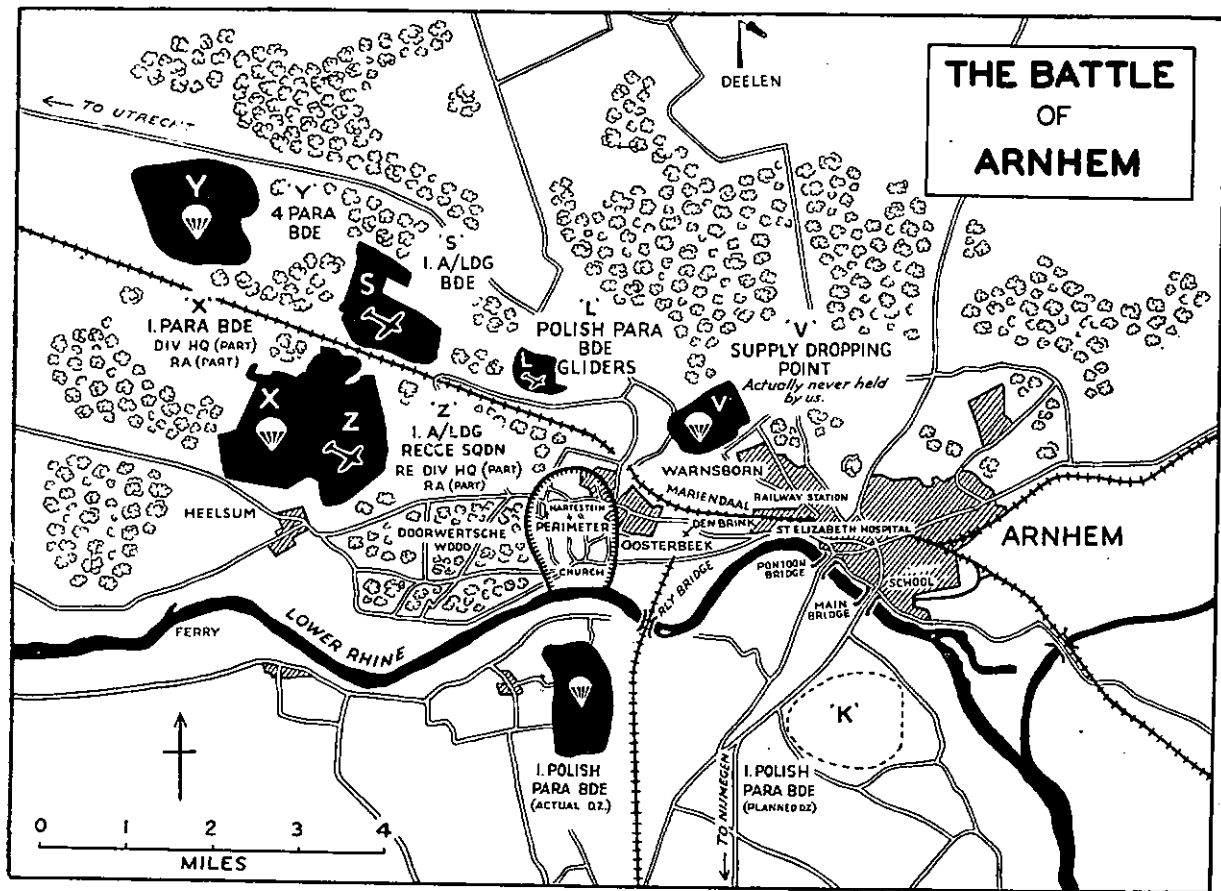 THE BATTLE
OF
ARNHEM
DEELEN
← TO UTRECHT
Y
'Y'
4 PARA
BDE
'S'
1. A/LDG
BDE
S
'X'
1. PARA BDE
DIV HQ (PART)
RA (PART)
'L'
POLISH PARA
BDE
GLIDERS
L
'V'
SUPPLY DROPPING
POINT
Actually never held
by us.
V
X
Z
'Z'
1. A/LDG
RECCE SQDN
RE DIV HQ (PART)
RA (PART)
WARNSBORN
MARIENDAAL
RAILWAY STATION
HEELSUM
DOORWERTSCHE
WOOD
HARTESTEIN
PERIMETER
CHURCH
DEN BRINK
OOSTERBEEK
ST ELIZABETH HOSPITAL
ARNHEM
PONTOON
BRIDGE
SCHOOL
MAIN
BRIDGE
FERRY
LOWER RHINE
'K'
1. POLISH
PARA BDE
(ACTUAL D.Z.)
← TO NIJMEGEN
1. POLISH
PARA BDE
(PLANNED DZ)
0 1 2 3 4
MILES